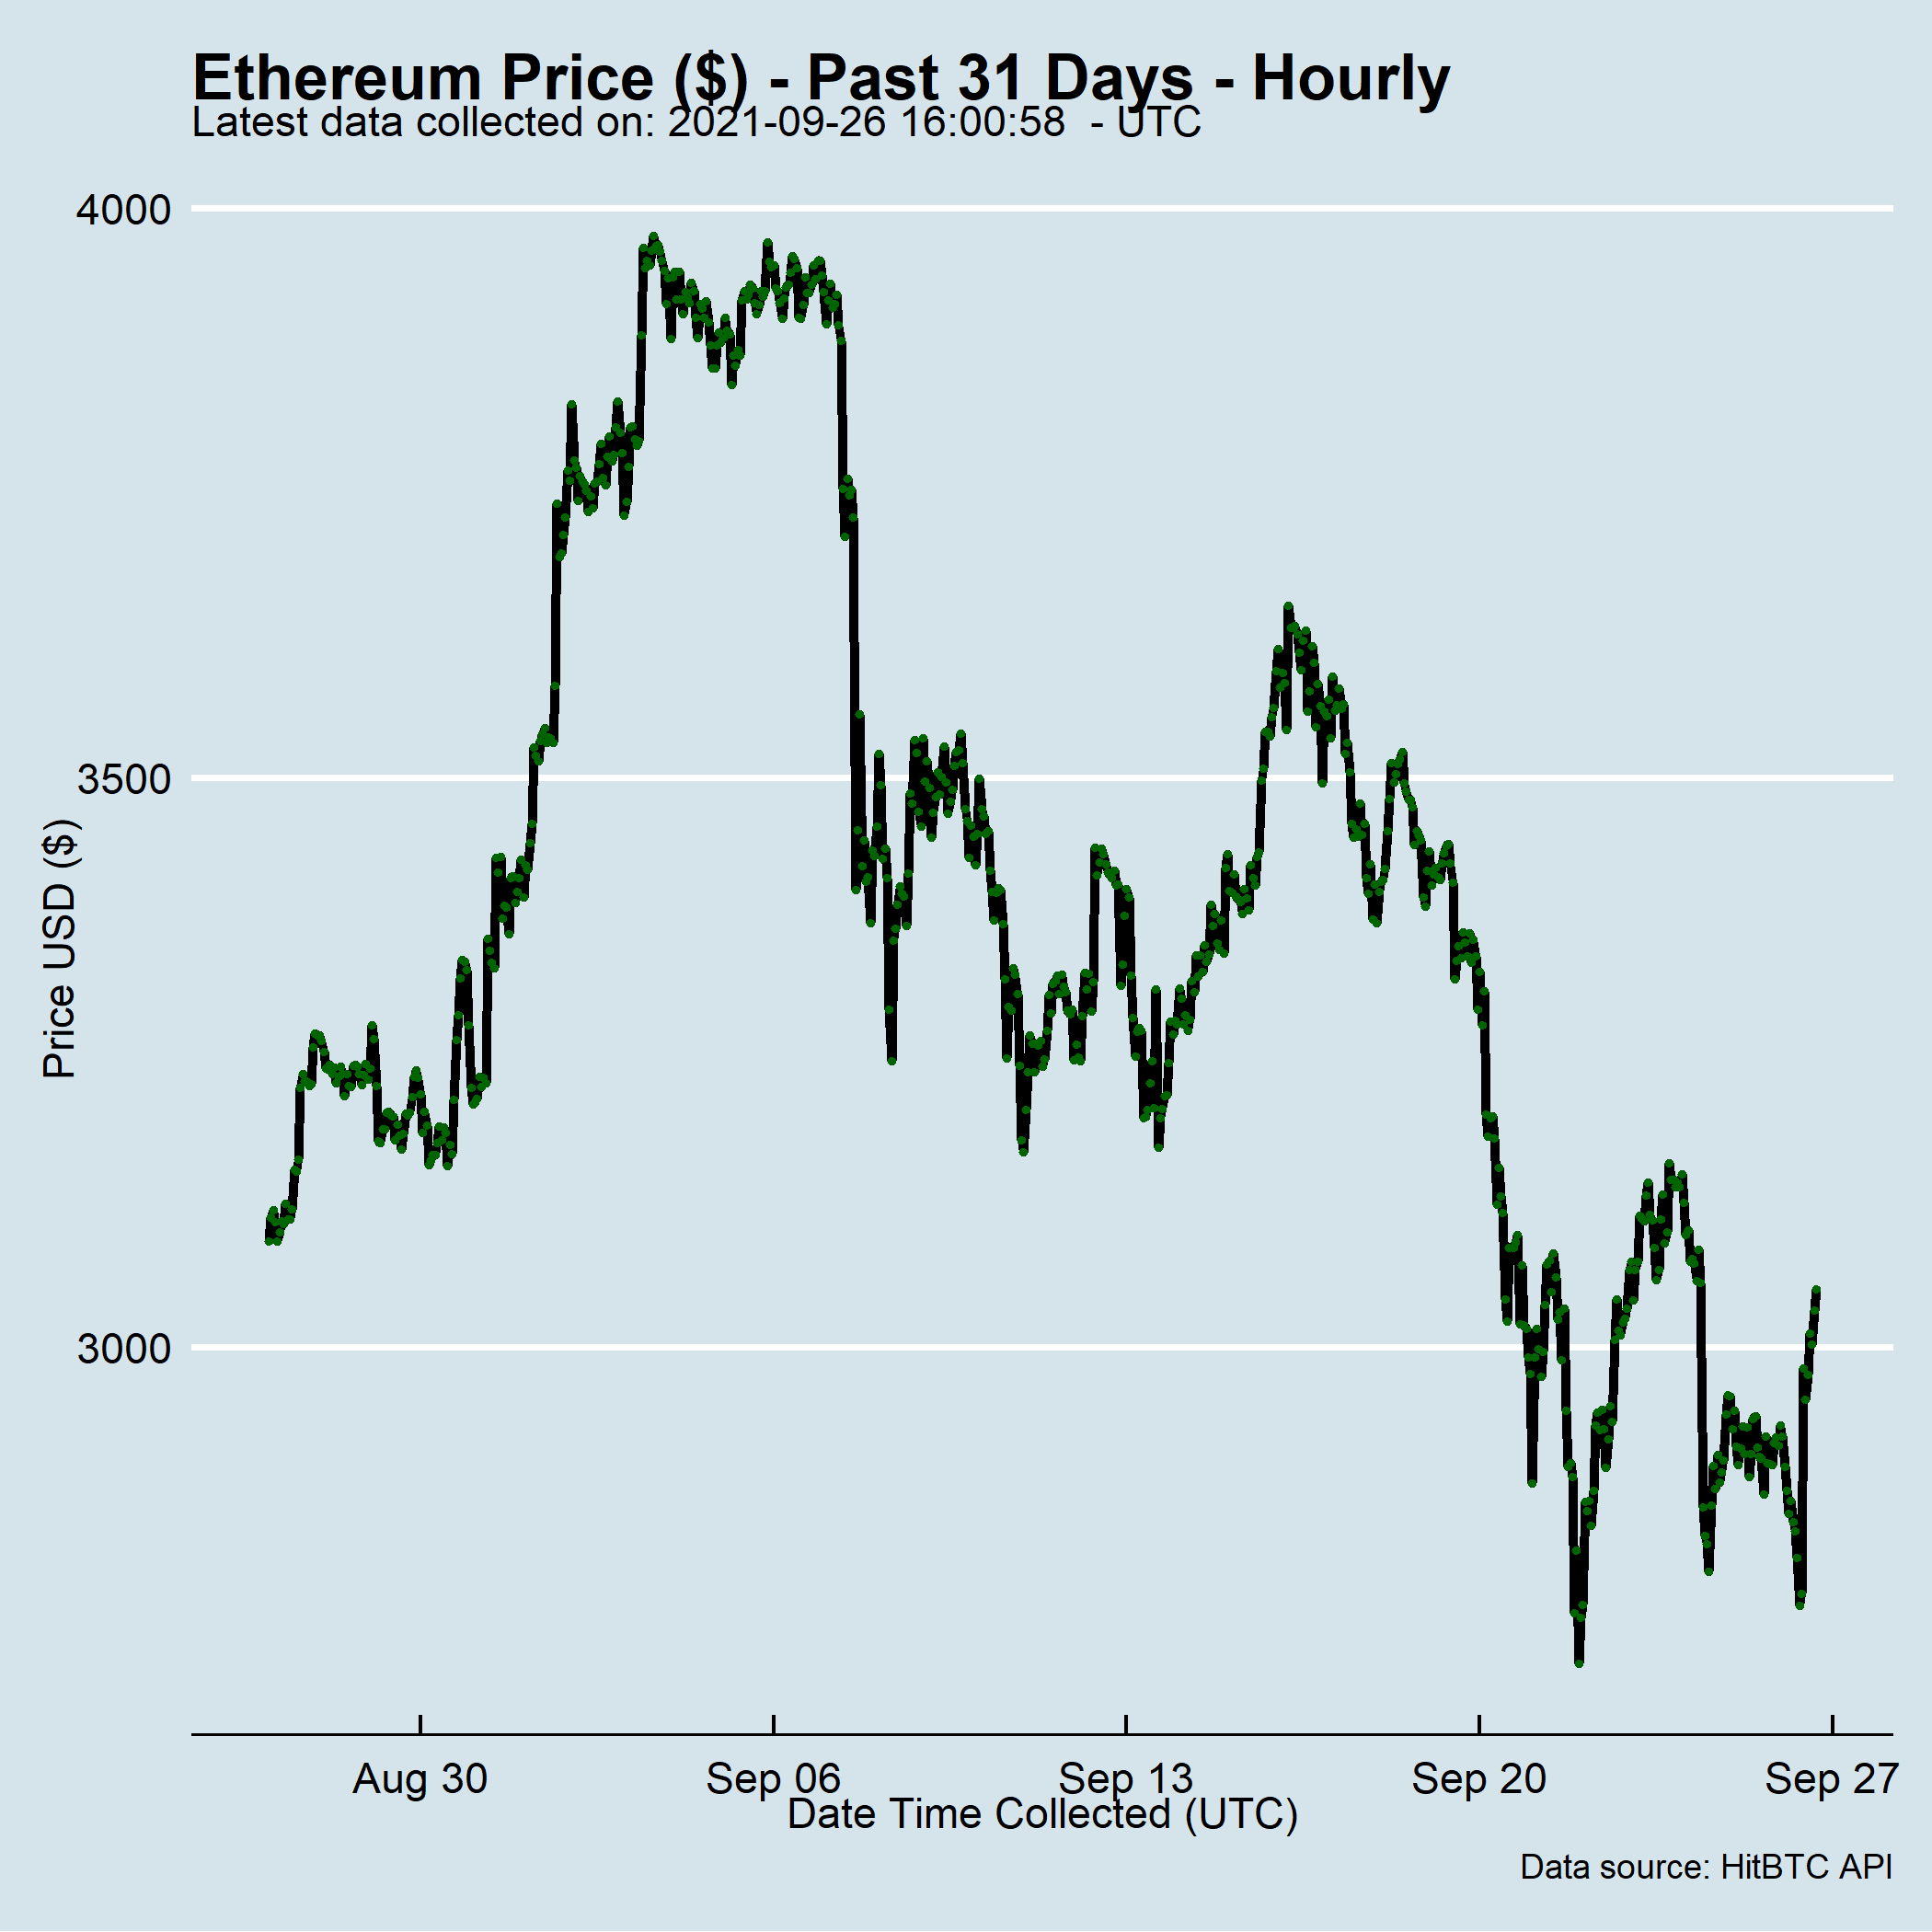 Ethereum Price ($) - Past 31 Days - Hourly
Latest data collected on: 2021-09-26 16:00:58  - UTC
4000
3500
3000
Price USD ($)
Aug 30
Sep 06
Sep 13
Sep 20
Sep 27
Date Time Collected (UTC)
Data source: HitBTC API